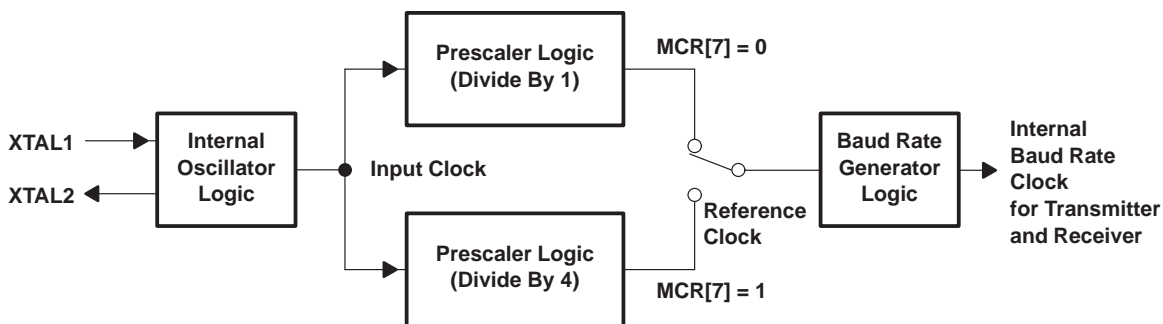 XTAL1
XTAL2
Internal
Oscillator
Logic
Input Clock
Prescaler Logic
(Divide By 1)
Prescaler Logic
(Divide By 4)
MCR[7] = 0
MCR[7] = 1
Reference
Clock
Baud Rate
Generator
Logic
Internal
Baud Rate
Clock
for Transmitter
and Receiver